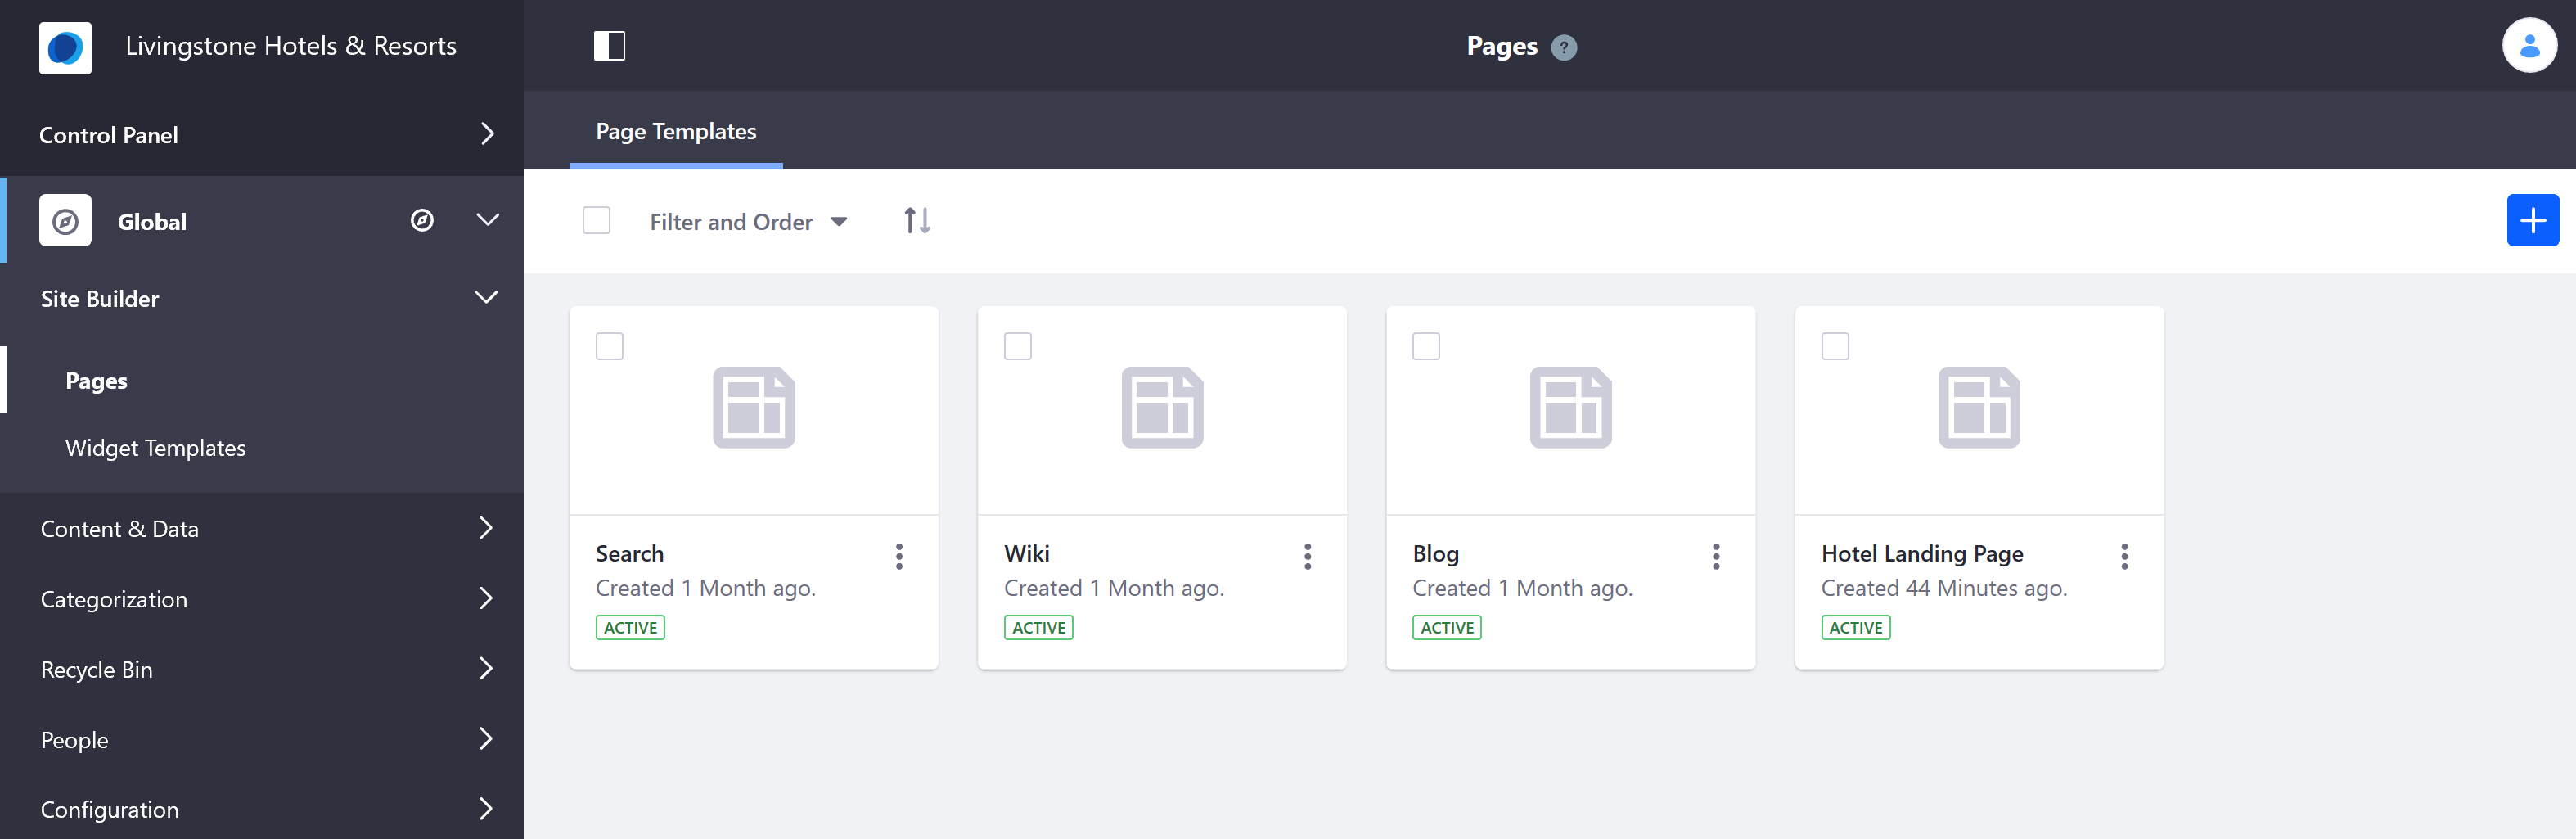 Livingstone Hotels & Resorts
Control Panel
Global
Site Builder
Pages
Widget Templates
Content & Data
Categorization
Recycle Bin
People
Configuration
Pages ?
Page Templates
Filter and Order
Search
Created 1 Month ago.
ACTIVE
Wiki
Created 1 Month ago.
ACTIVE
Blog
Created 1 Month ago.
ACTIVE
Hotel Landing Page
Created 44 Minutes ago.
ACTIVE